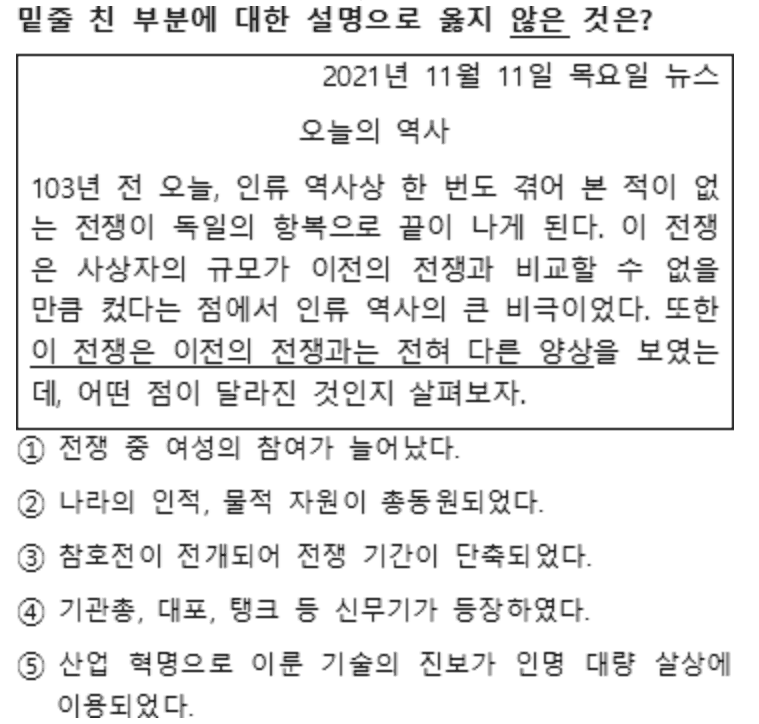 밑줄 친 부분에 대한 설명으로 옳지 않은 것은?
2021년 11월 11일 목요일 뉴스
오늘의 역사
103년 전 오늘, 인류 역사상 한 번도 겪어 본 적이 없
는 전쟁이 독일의 항복으로 끝이 나게 된다. 이 전쟁
은 사상자의 규모가 이전의 전쟁과 비교할 수 없을
만큼 컸다는 점에서 인류 역사의 큰 비극이었다. 또한
이 전쟁은 이전의 전쟁과는 전혀 다른 양상을 보였는
데, 어떤 점이 달라진 것인지 살펴보자.
① 전쟁 중 여성의 참여가 늘어났다.
② 나라의 인적, 물적 자원이 총동원되었다.
③ 참호전이 전개되어 전쟁 기간이 단축되었다.
④ 기관총, 대포, 탱크 등 신무기가 등장하였다.
⑤ 산업 혁명으로 이룬 기술의 진보가 인명 대량 살상에
이용되었다.